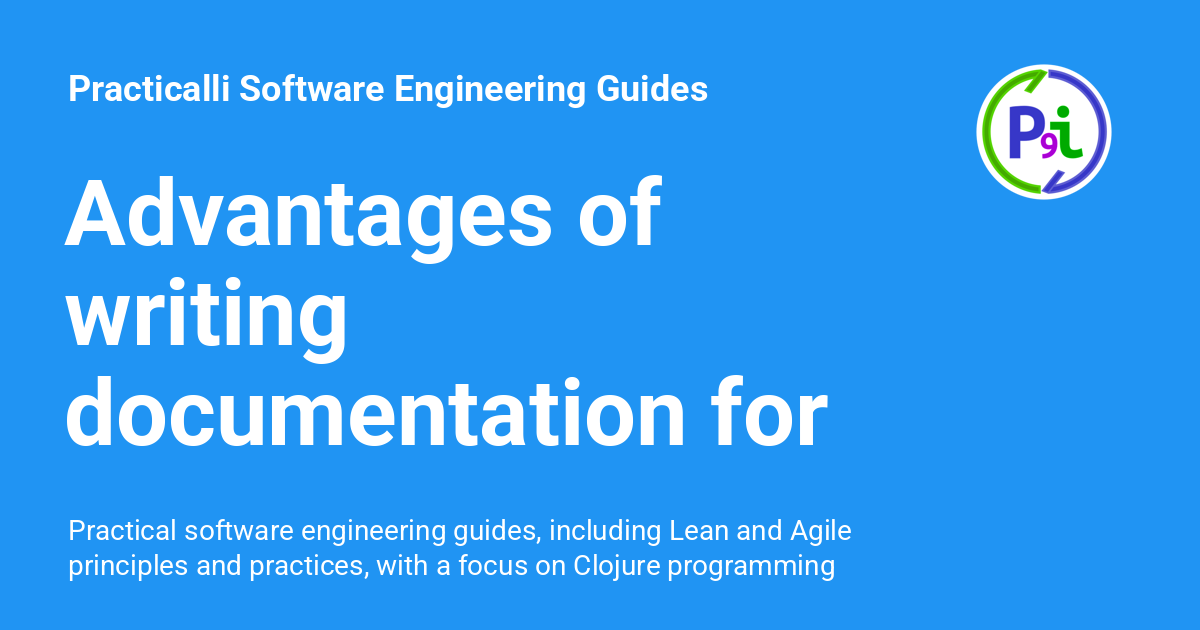 Practicalli Software Engineering Guides
P9i
Advantages of
writing
documentation for
Practical software engineering guides, including Lean and Agile
principles and practices, with a focus on Clojure programming